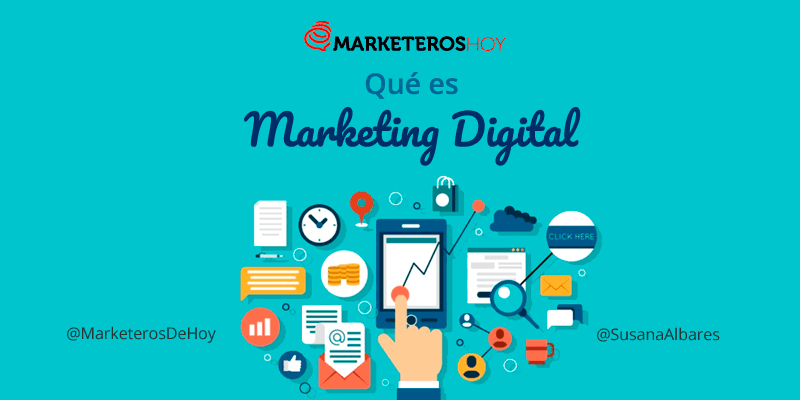 MARKETEROSHOY
Qué es
Marketing Digital
CLICK HERE
@
@MarketerosDeHoy
@SusanaAlbares